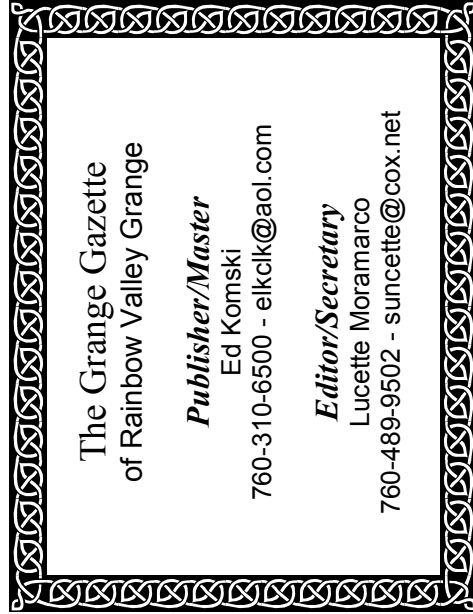 The Grange Gazette
of Rainbow Valley Grange
Publisher/Master
Ed Komski
760-310-6500 - elkclk@aol.com
Editor/Secretary
Lucette Moramarco
760-489-9502 - suncette@cox.net